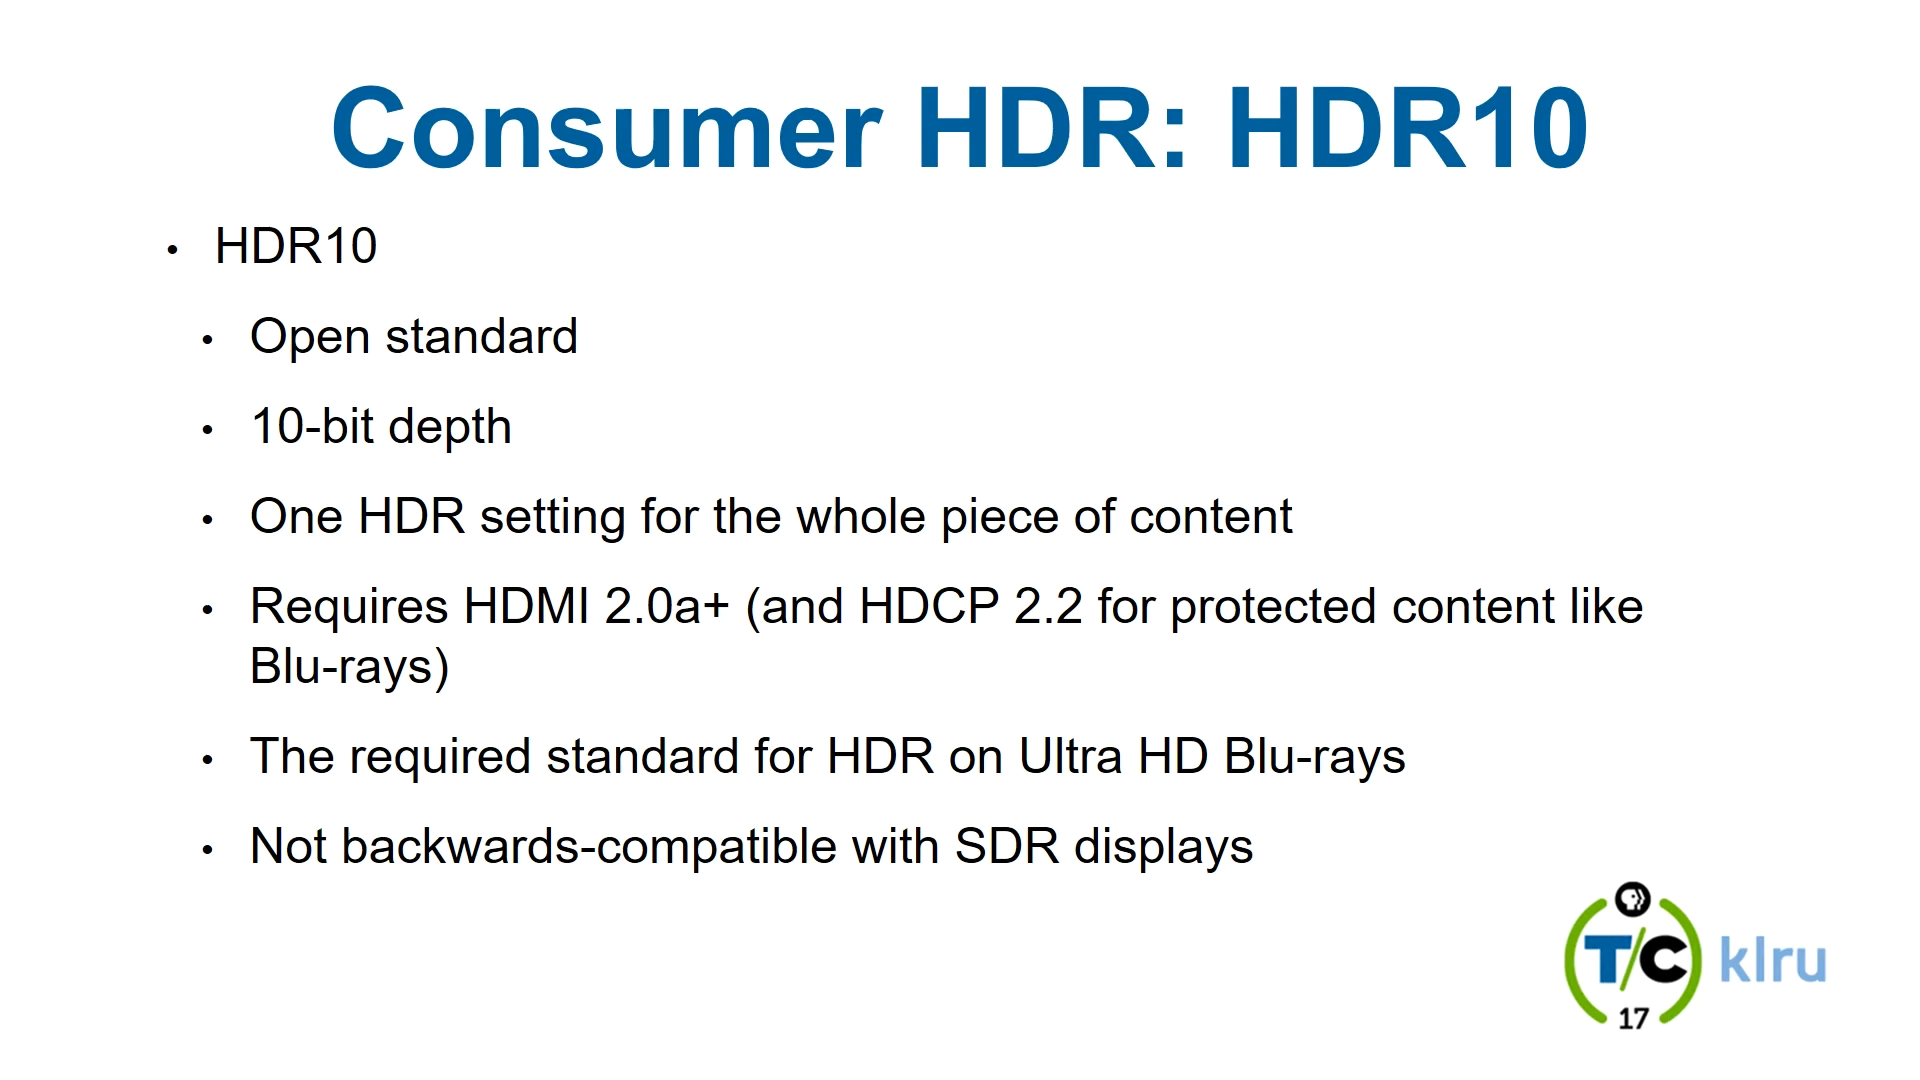 Consumer HDR: HDR10
• HDR10
• Open standard
• 10-bit depth
• One HDR setting for the whole piece of content
• Requires HDMI 2.0a+ (and HDCP 2.2 for protected content like
Blu-rays)
• The required standard for HDR on Ultra HD Blu-rays
• Not backwards-compatible with SDR displays
T/C klru
17